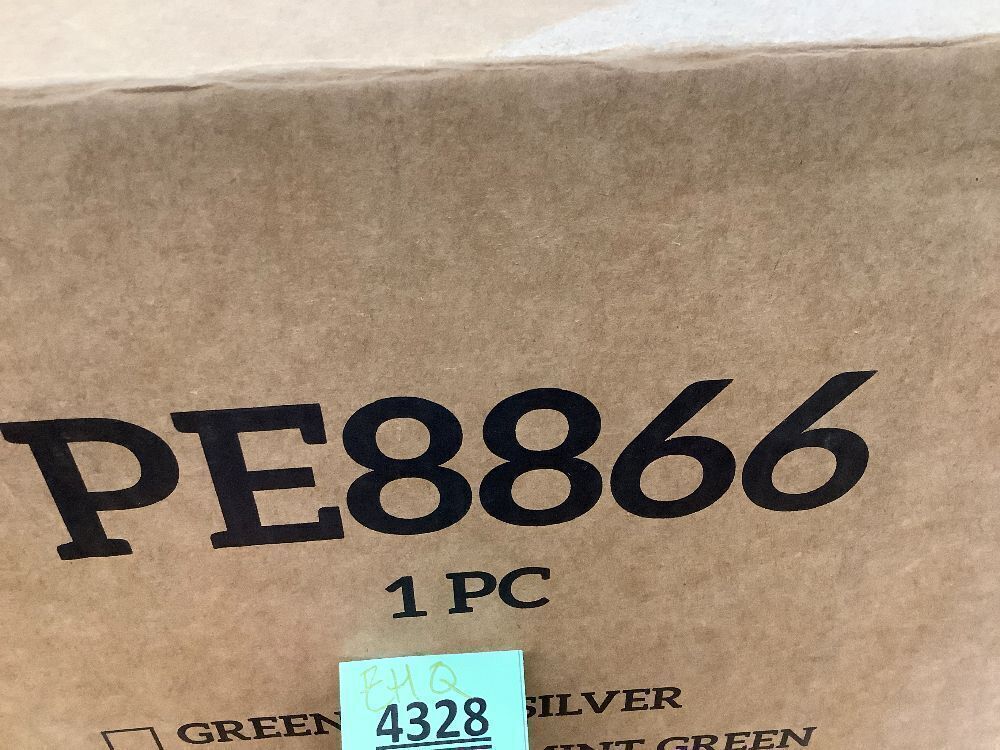 PE8866
1 PC
EHQ
4328
GREEN SILVER
MINT GREEN